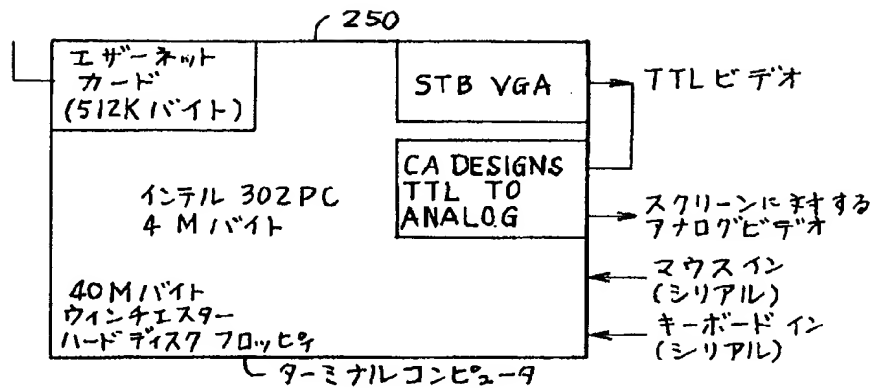 250
エザーネット
カード
(512Kバイト)
STB VGA
TTLビデオ
CA DESIGNS
TTL TO
ANALOG
インテル 302PC
4 Mバイト
スクリーンに対する
アナログビデオ
マウスイン
(シリアル)
40Mバイト
ウィンチェスター
ハードディスク フロッピィ
キーボードイン
(シリアル)
ターミナルコンピュータ